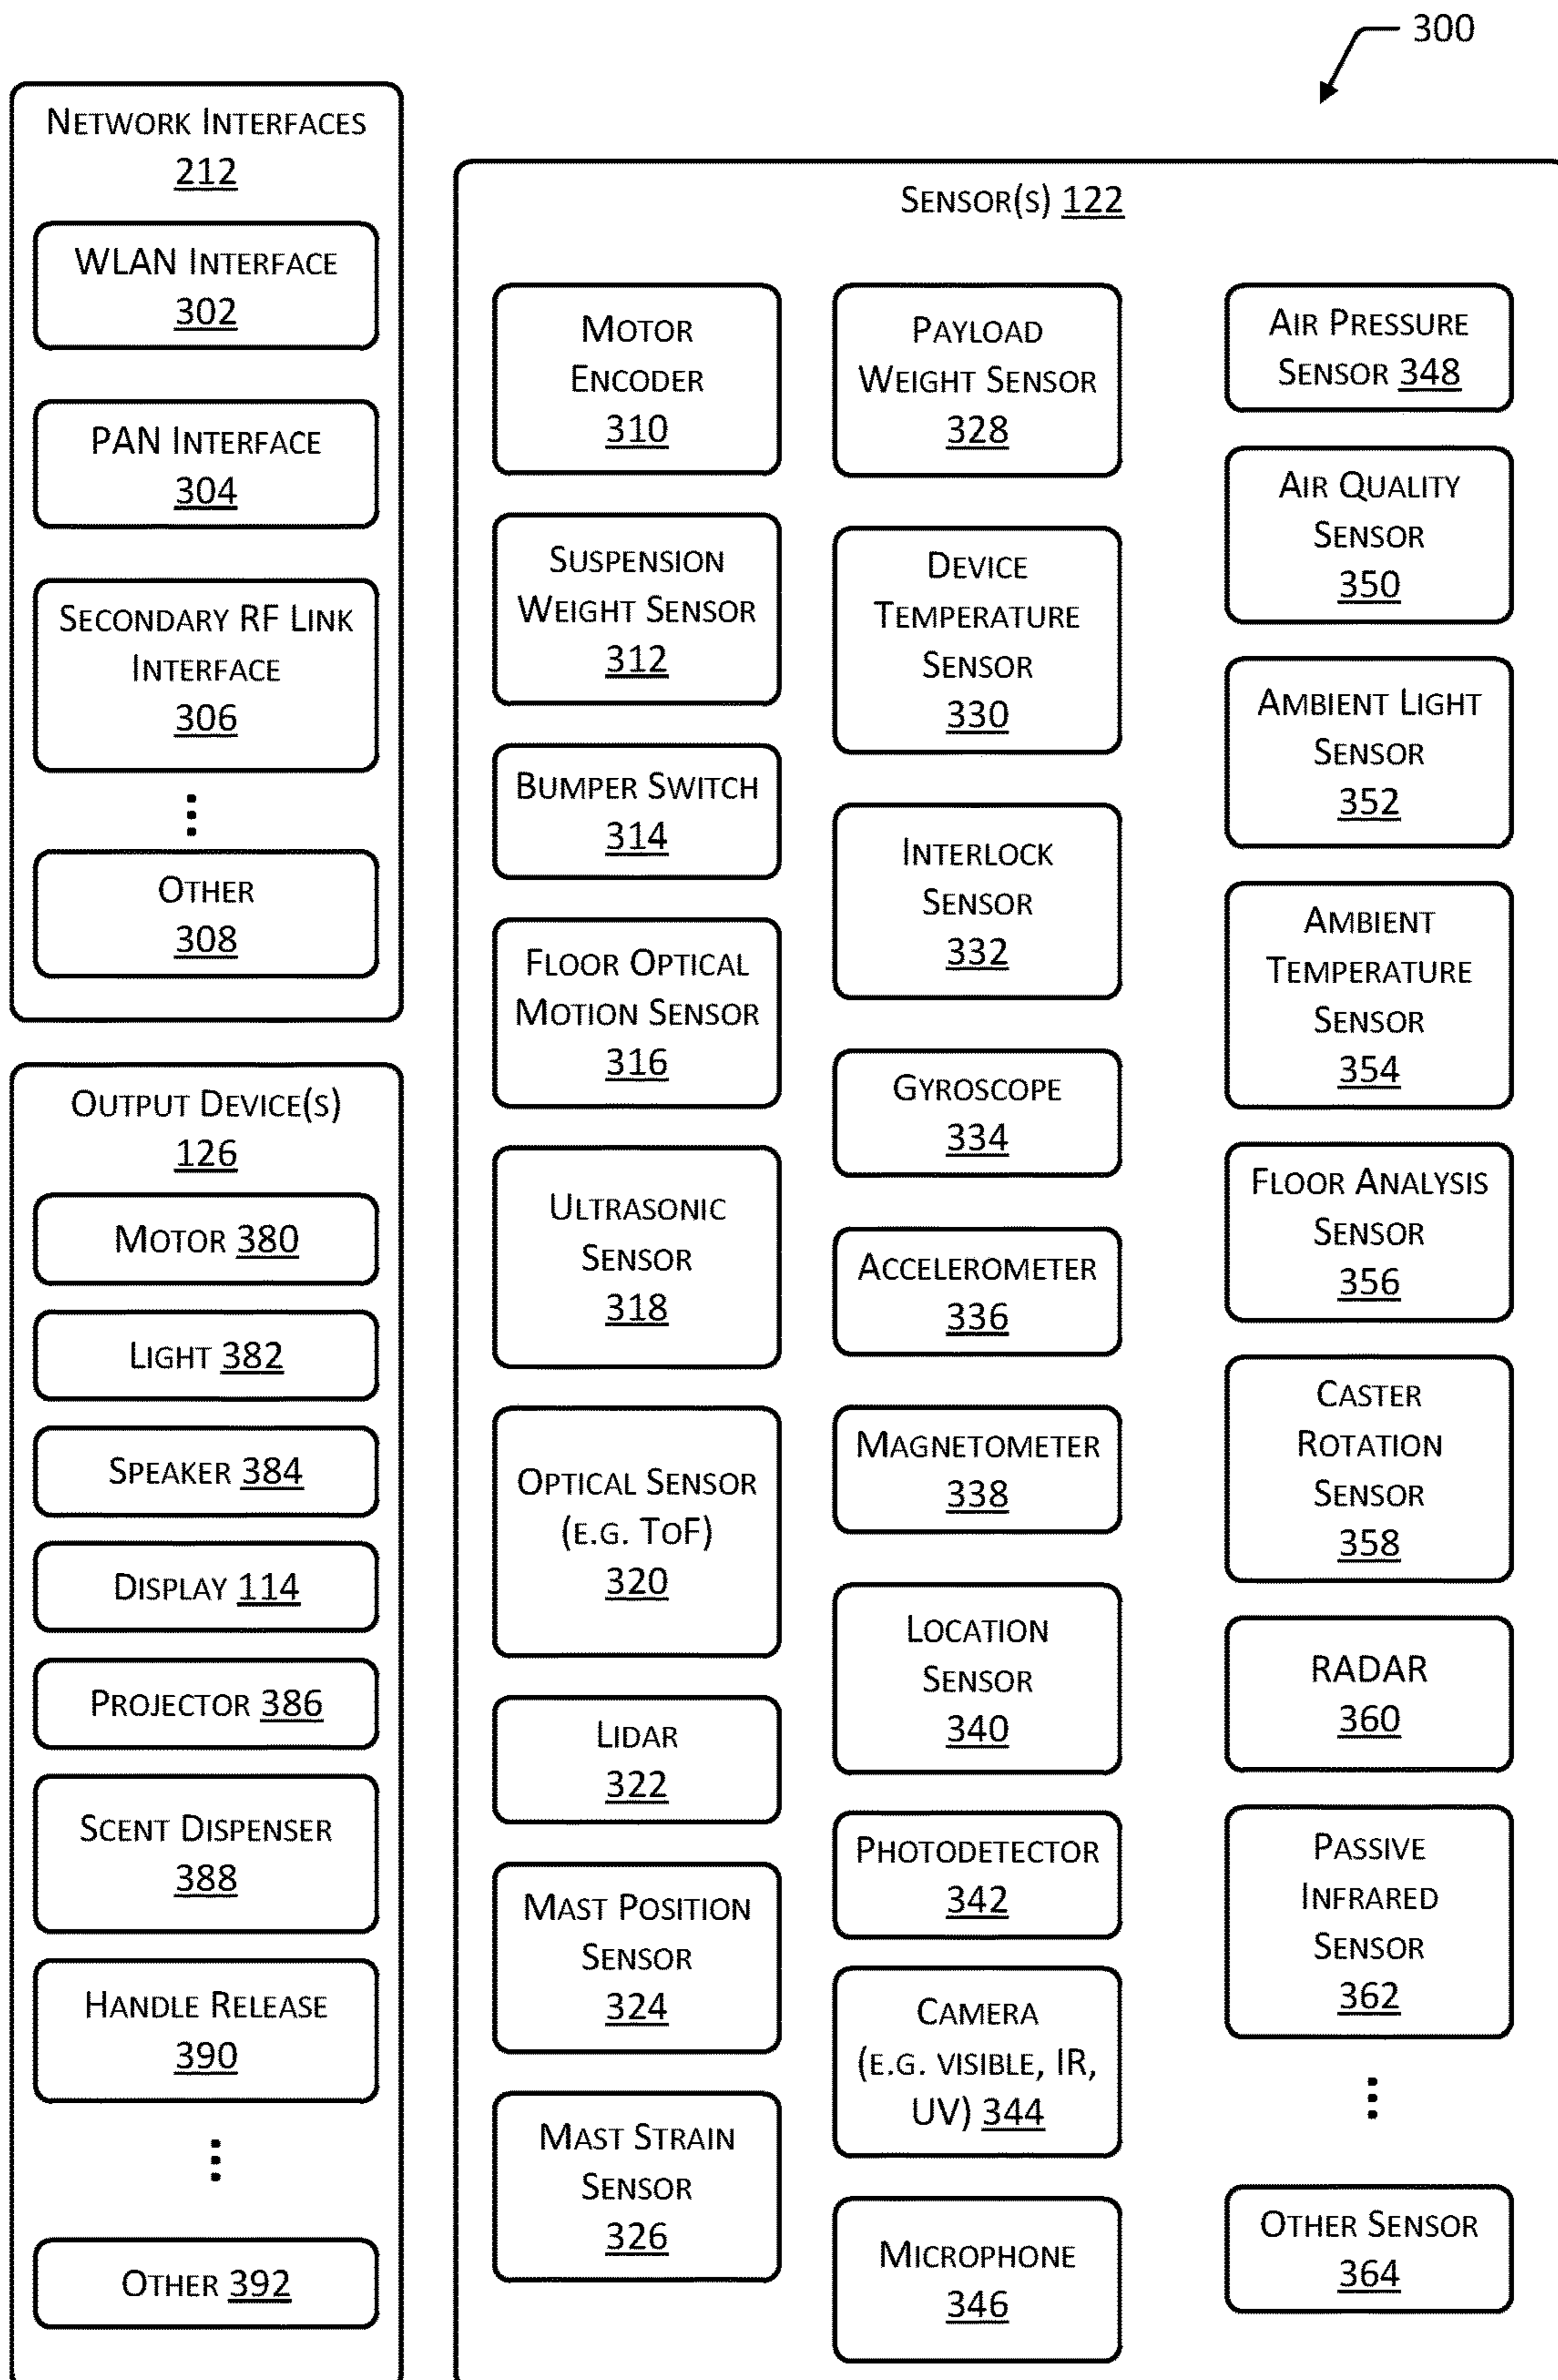 300
NETWORK INTERFACES
212
WLAN INTERFACE
302
PAN INTERFACE
304
SECONDARY RF LINK
INTERFACE
306
OTHER
308
OUTPUT DEVICE(S)
126
MOTOR 380
LIGHT 382
SPEAKER 384
DISPLAY 114
PROJECTOR 386
SCENT DISPENSER
388
HANDLE RELEASE
390
OTHER 392
SENSOR(S) 122
MOTOR
ENCODER
310
SUSPENSION
WEIGHT SENSOR
312
BUMPER SWITCH
314
FLOOR OPTICAL
MOTION SENSOR
316
ULTRASONIC
SENSOR
318
OPTICAL SENSOR
(E.G. TOF)
320
LIDAR
322
MAST POSITION
SENSOR
324
MAST STRAIN
SENSOR
326
PAYLOAD
WEIGHT SENSOR
328
DEVICE
TEMPERATURE
SENSOR
330
INTERLOCK
SENSOR
332
GYROSCOPE
334
ACCELEROMETER
336
MAGNETOMETER
338
LOCATION
SENSOR
340
PHOTODETECTOR
342
CAMERA
(E.G. VISIBLE, IR,
UV) 344
MICROPHONE
346
AIR PRESSURE
SENSOR 348
AIR QUALITY
SENSOR
350
AMBIENT LIGHT
SENSOR
352
AMBIENT
TEMPERATURE
SENSOR
354
FLOOR ANALYSIS
SENSOR
356
CASTER
ROTATION
SENSOR
358
RADAR
360
PASSIVE
INFRARED
SENSOR
362
OTHER SENSOR
364